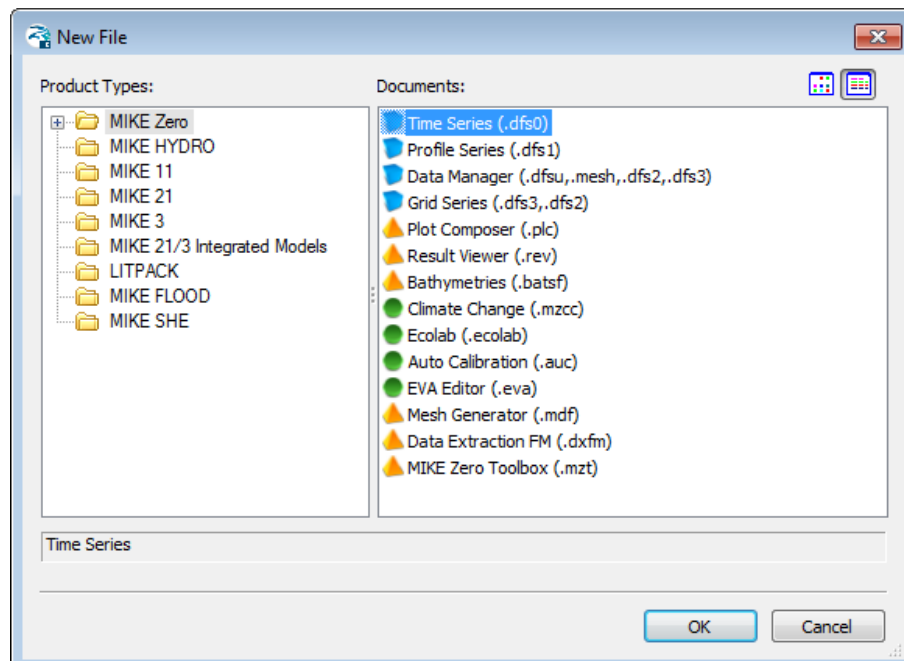 New File
Product Types:
Documents:
MIKE Zero
MIKE HYDRO
MIKE 11
MIKE 21
MIKE 3
MIKE 21/3 Integrated Models
LITPACK
MIKE FLOOD
MIKE SHE
Time Series (.dfs0)
Profile Series (.dfs1)
Data Manager (.dfsu,.mesh,.dfs2,.dfs3)
Grid Series (.dfs3,.dfs2)
Plot Composer (.plc)
Result Viewer (.rev)
Bathymetries (.batsf)
Climate Change (.mzcc)
Ecolab (.ecolab)
Auto Calibration (.auc)
EVA Editor (.eva)
Mesh Generator (.mdf)
Data Extraction FM (.dxfm)
MIKE Zero Toolbox (.mzt)
Time Series
OK
Cancel